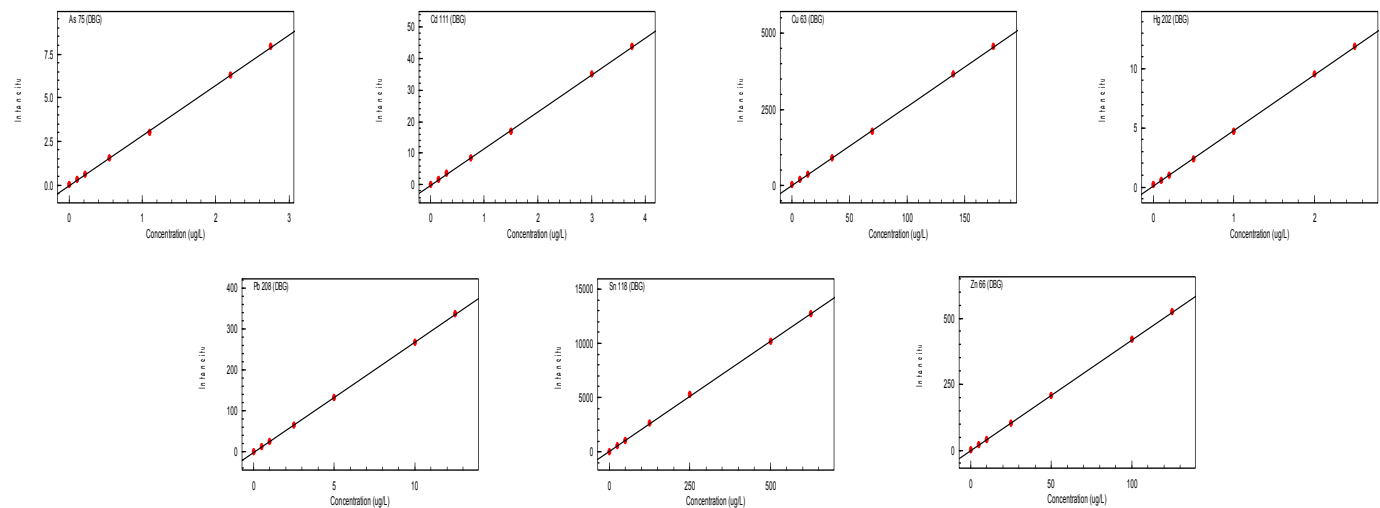 As 75 (DBG)
7.5
5.0
2.5
0.0
0 1 2 3
Concentration (ug/L)
Cd 111 (DBG)
50
40
30
20
10
0
0 1 2 3 4
Concentration (ug/L)
Cu 63 (DBG)
5000
2500
0
0 50 100 150
Concentration (ug/L)
Hg 202 (DBG)
10
5
0
0 1 2
Concentration (ug/L)
Pb 208 (DBG)
400
300
200
100
0
0 5 10
Concentration (ug/L)
Sn 118 (DBG)
15000
10000
5000
0
0 250 500
Concentration (ug/L)
Zn 66 (DBG)
500
250
0
0 50 100
Concentration (ug/L)